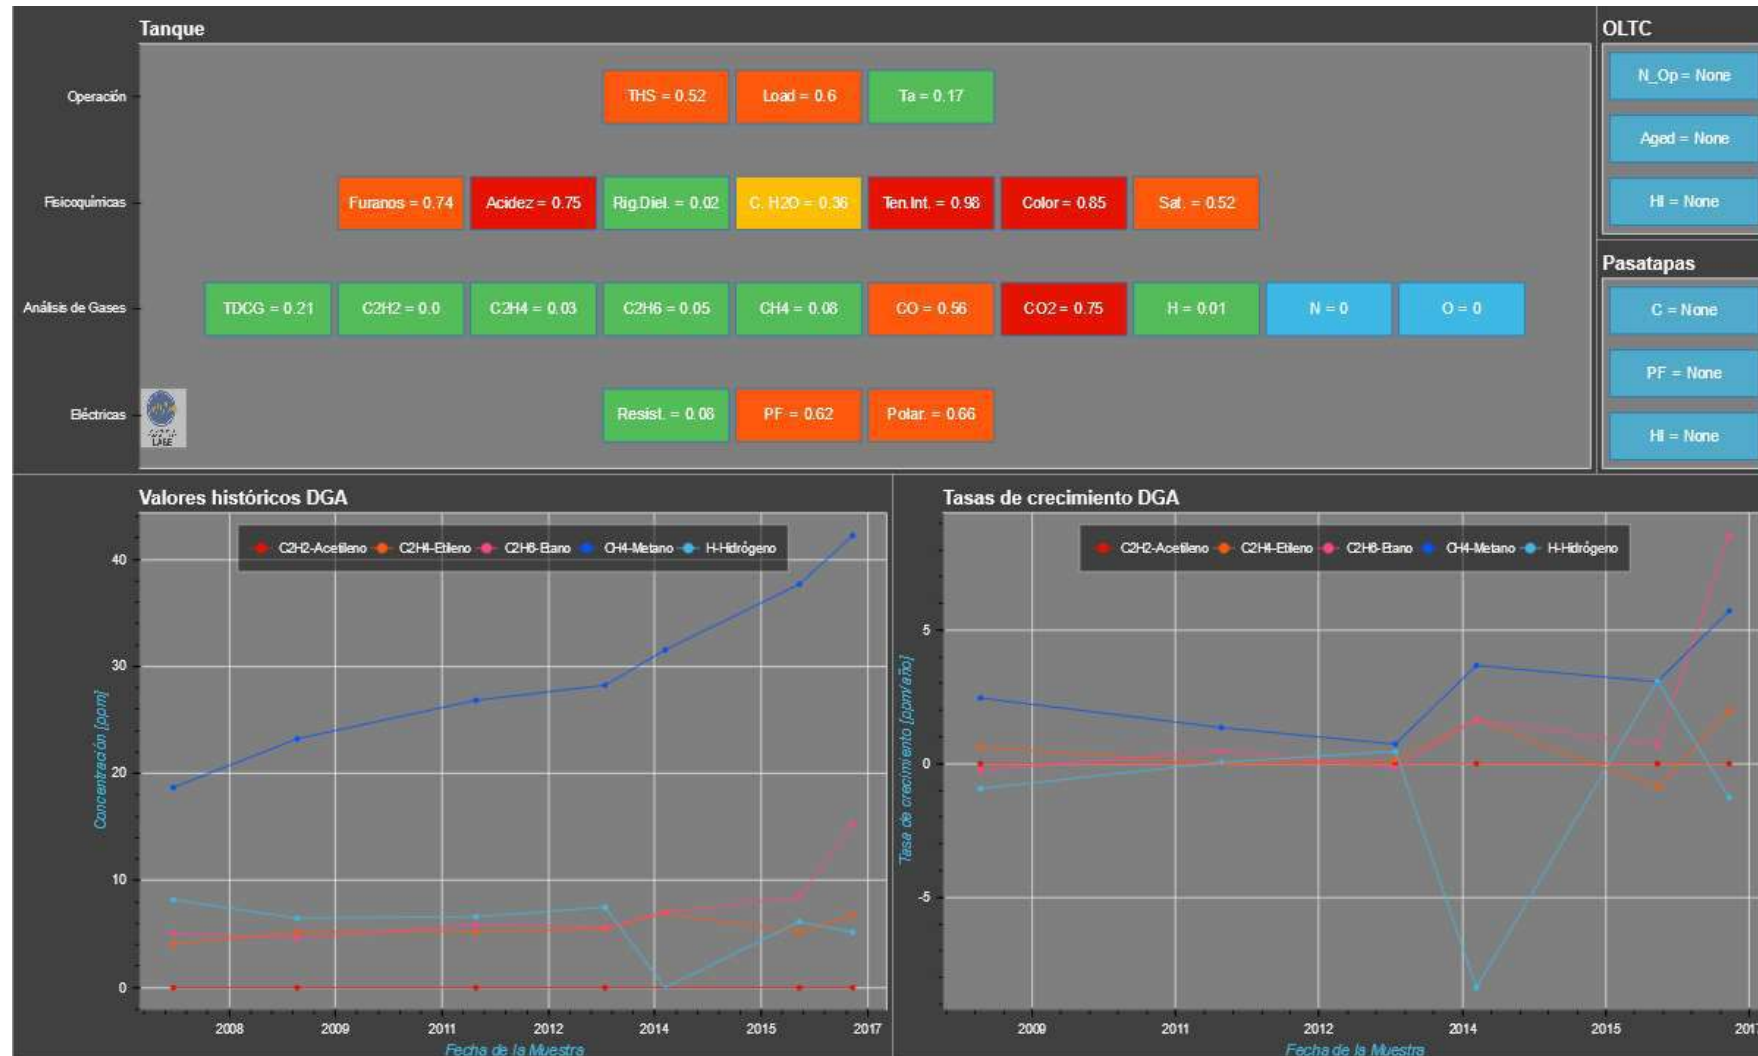 Tanque
OLTC
Operación
THS = 0.52
Load = 0.6
Ta = 0.17
N_Op = None
Aged = None
HI = None
Fisicoquímicas
Furanos = 0.74
Acidez = 0.75
Rig.Diel. = 0.02
C. H2O = 0.36
Ten.Int. = 0.98
Color = 0.85
Sat. = 0.52
Pasatapas
Análisis de Gases
TDCG = 0.21
C2H2 = 0.0
C2H4 = 0.03
C2H6 = 0.05
CH4 = 0.08
CO = 0.56
CO2 = 0.75
H = 0.01
N = 0
O = 0
C = None
PF = None
HI = None
Eléctricas
LABE
Resist. = 0.08
PF = 0.62
Polar. = 0.66
Valores históricos DGA
C2H2-Acetileno
C2H4-Etileno
C2H6-Etano
CH4-Metano
H-Hidrógeno
Concentración [ppm]
40
30
20
10
0
2008
2009
2011
2012
2014
2015
2017
Fecha de la Muestra
Tasas de crecimiento DGA
C2H2-Acetileno
C2H4-Etileno
C2H6-Etano
CH4-Metano
H-Hidrógeno
Tasa de crecimiento [ppm/año]
5
0
-5
2009
2011
2012
2014
2015
2017
Fecha de la Muestra